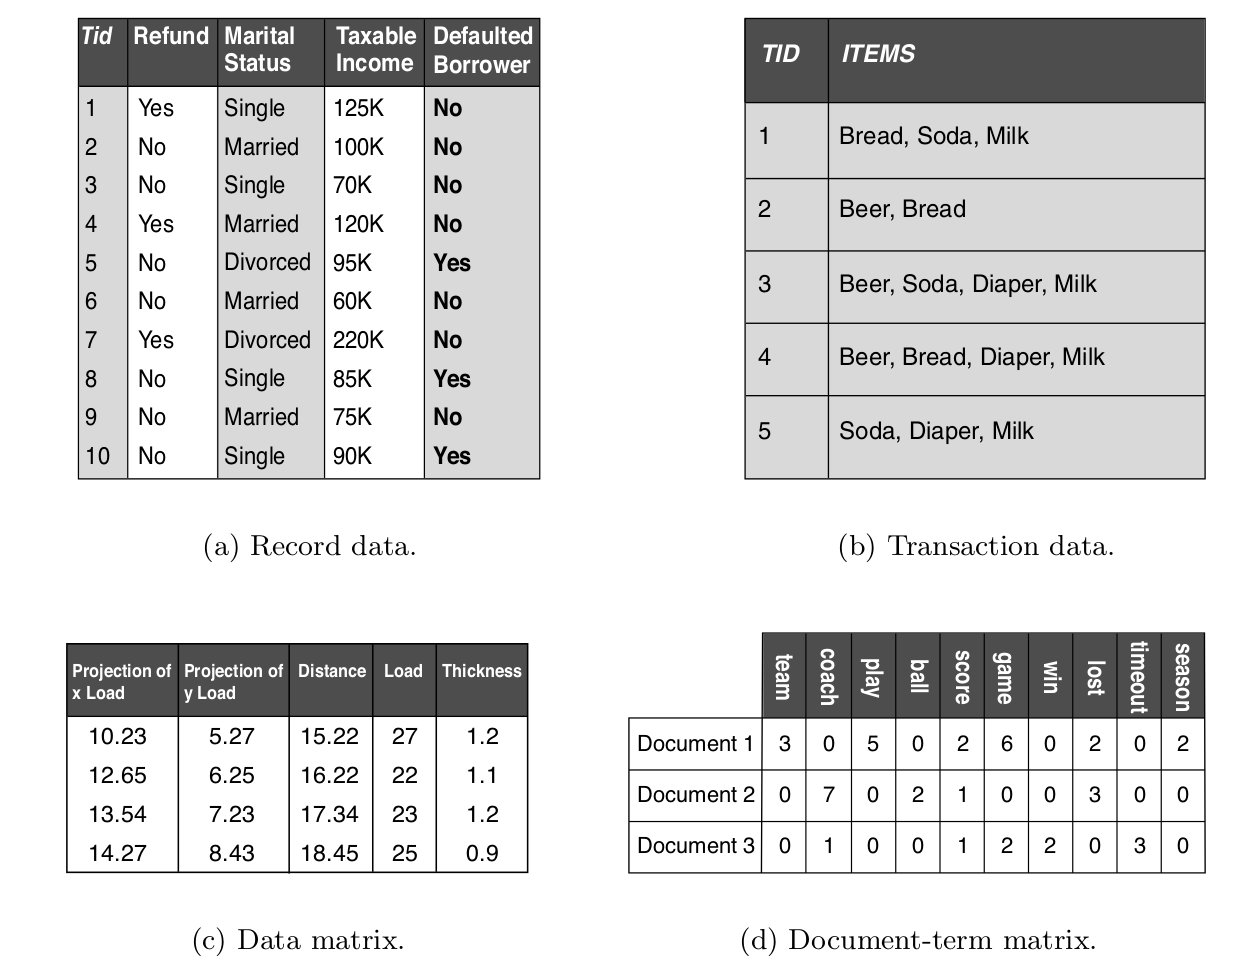 Tid Refund Marital Status Taxable Income Defaulted Borrower
1 Yes Single 125K No
2 No Married 100K No
3 No Single 70K No
4 Yes Married 120K No
5 No Divorced 95K Yes
6 No Married 60K No
7 Yes Divorced 220K No
8 No Single 85K Yes
9 No Married 75K No
10 No Single 90K Yes
(a) Record data.
TID ITEMS
1 Bread, Soda, Milk
2 Beer, Bread
3 Beer, Soda, Diaper, Milk
4 Beer, Bread, Diaper, Milk
5 Soda, Diaper, Milk
(b) Transaction data.
Projection of x Load Projection of y Load Distance Load Thickness
10.23 5.27 15.22 27 1.2
12.65 6.25 16.22 22 1.1
13.54 7.23 17.34 23 1.2
14.27 8.43 18.45 25 0.9
(c) Data matrix.
team coach play ball score game win lost timeout season
Document 1 3 0 5 0 2 6 0 2 0 2
Document 2 0 7 0 2 1 0 0 3 0 0
Document 3 0 1 0 0 1 2 2 0 3 0
(d) Document-term matrix.